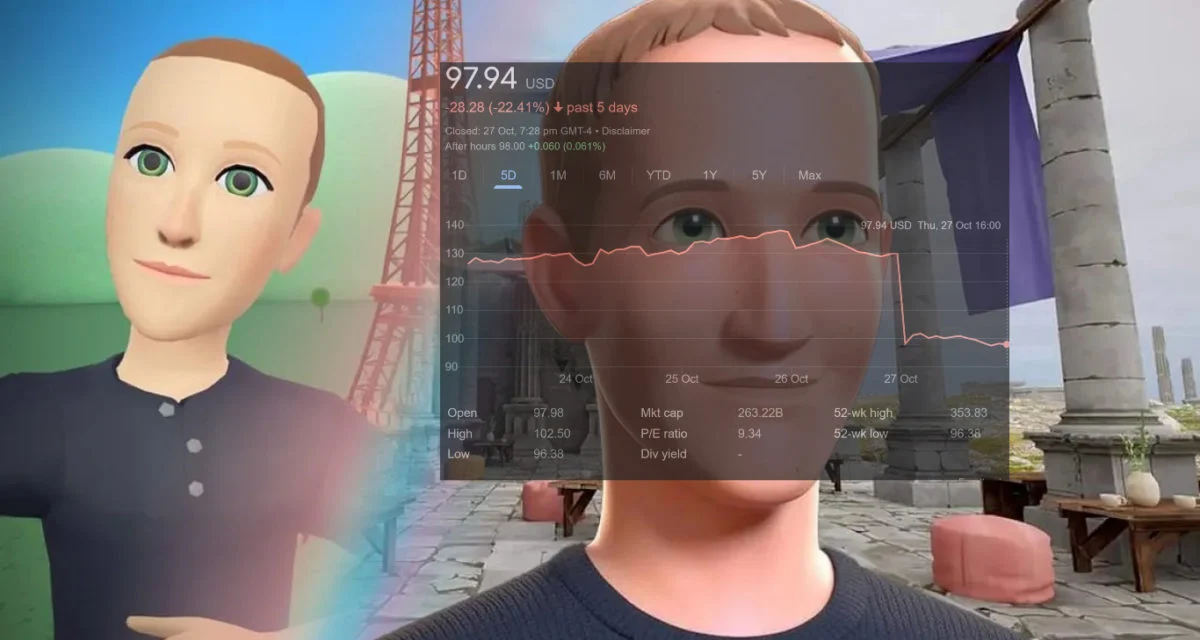 97.94 USD
-28.28 (-22.41%) ↓ past 5 days
Closed: 27 Oct, 7:28 pm GMT-4 • Disclaimer
After hours 98.00 +0.060 (0.061%)
1D 5D 1M 6M YTD 1Y 5Y Max
97.94 USD Thu, 27 Oct 16:00
140
130
120
110
100
90
24 Oct 25 Oct 26 Oct 27 Oct
Open 97.98 Mkt cap 263.22B 52-wk high 353.83
High 102.50 P/E ratio 9.34 52-wk low 96.38
Low 96.38 Div yield -